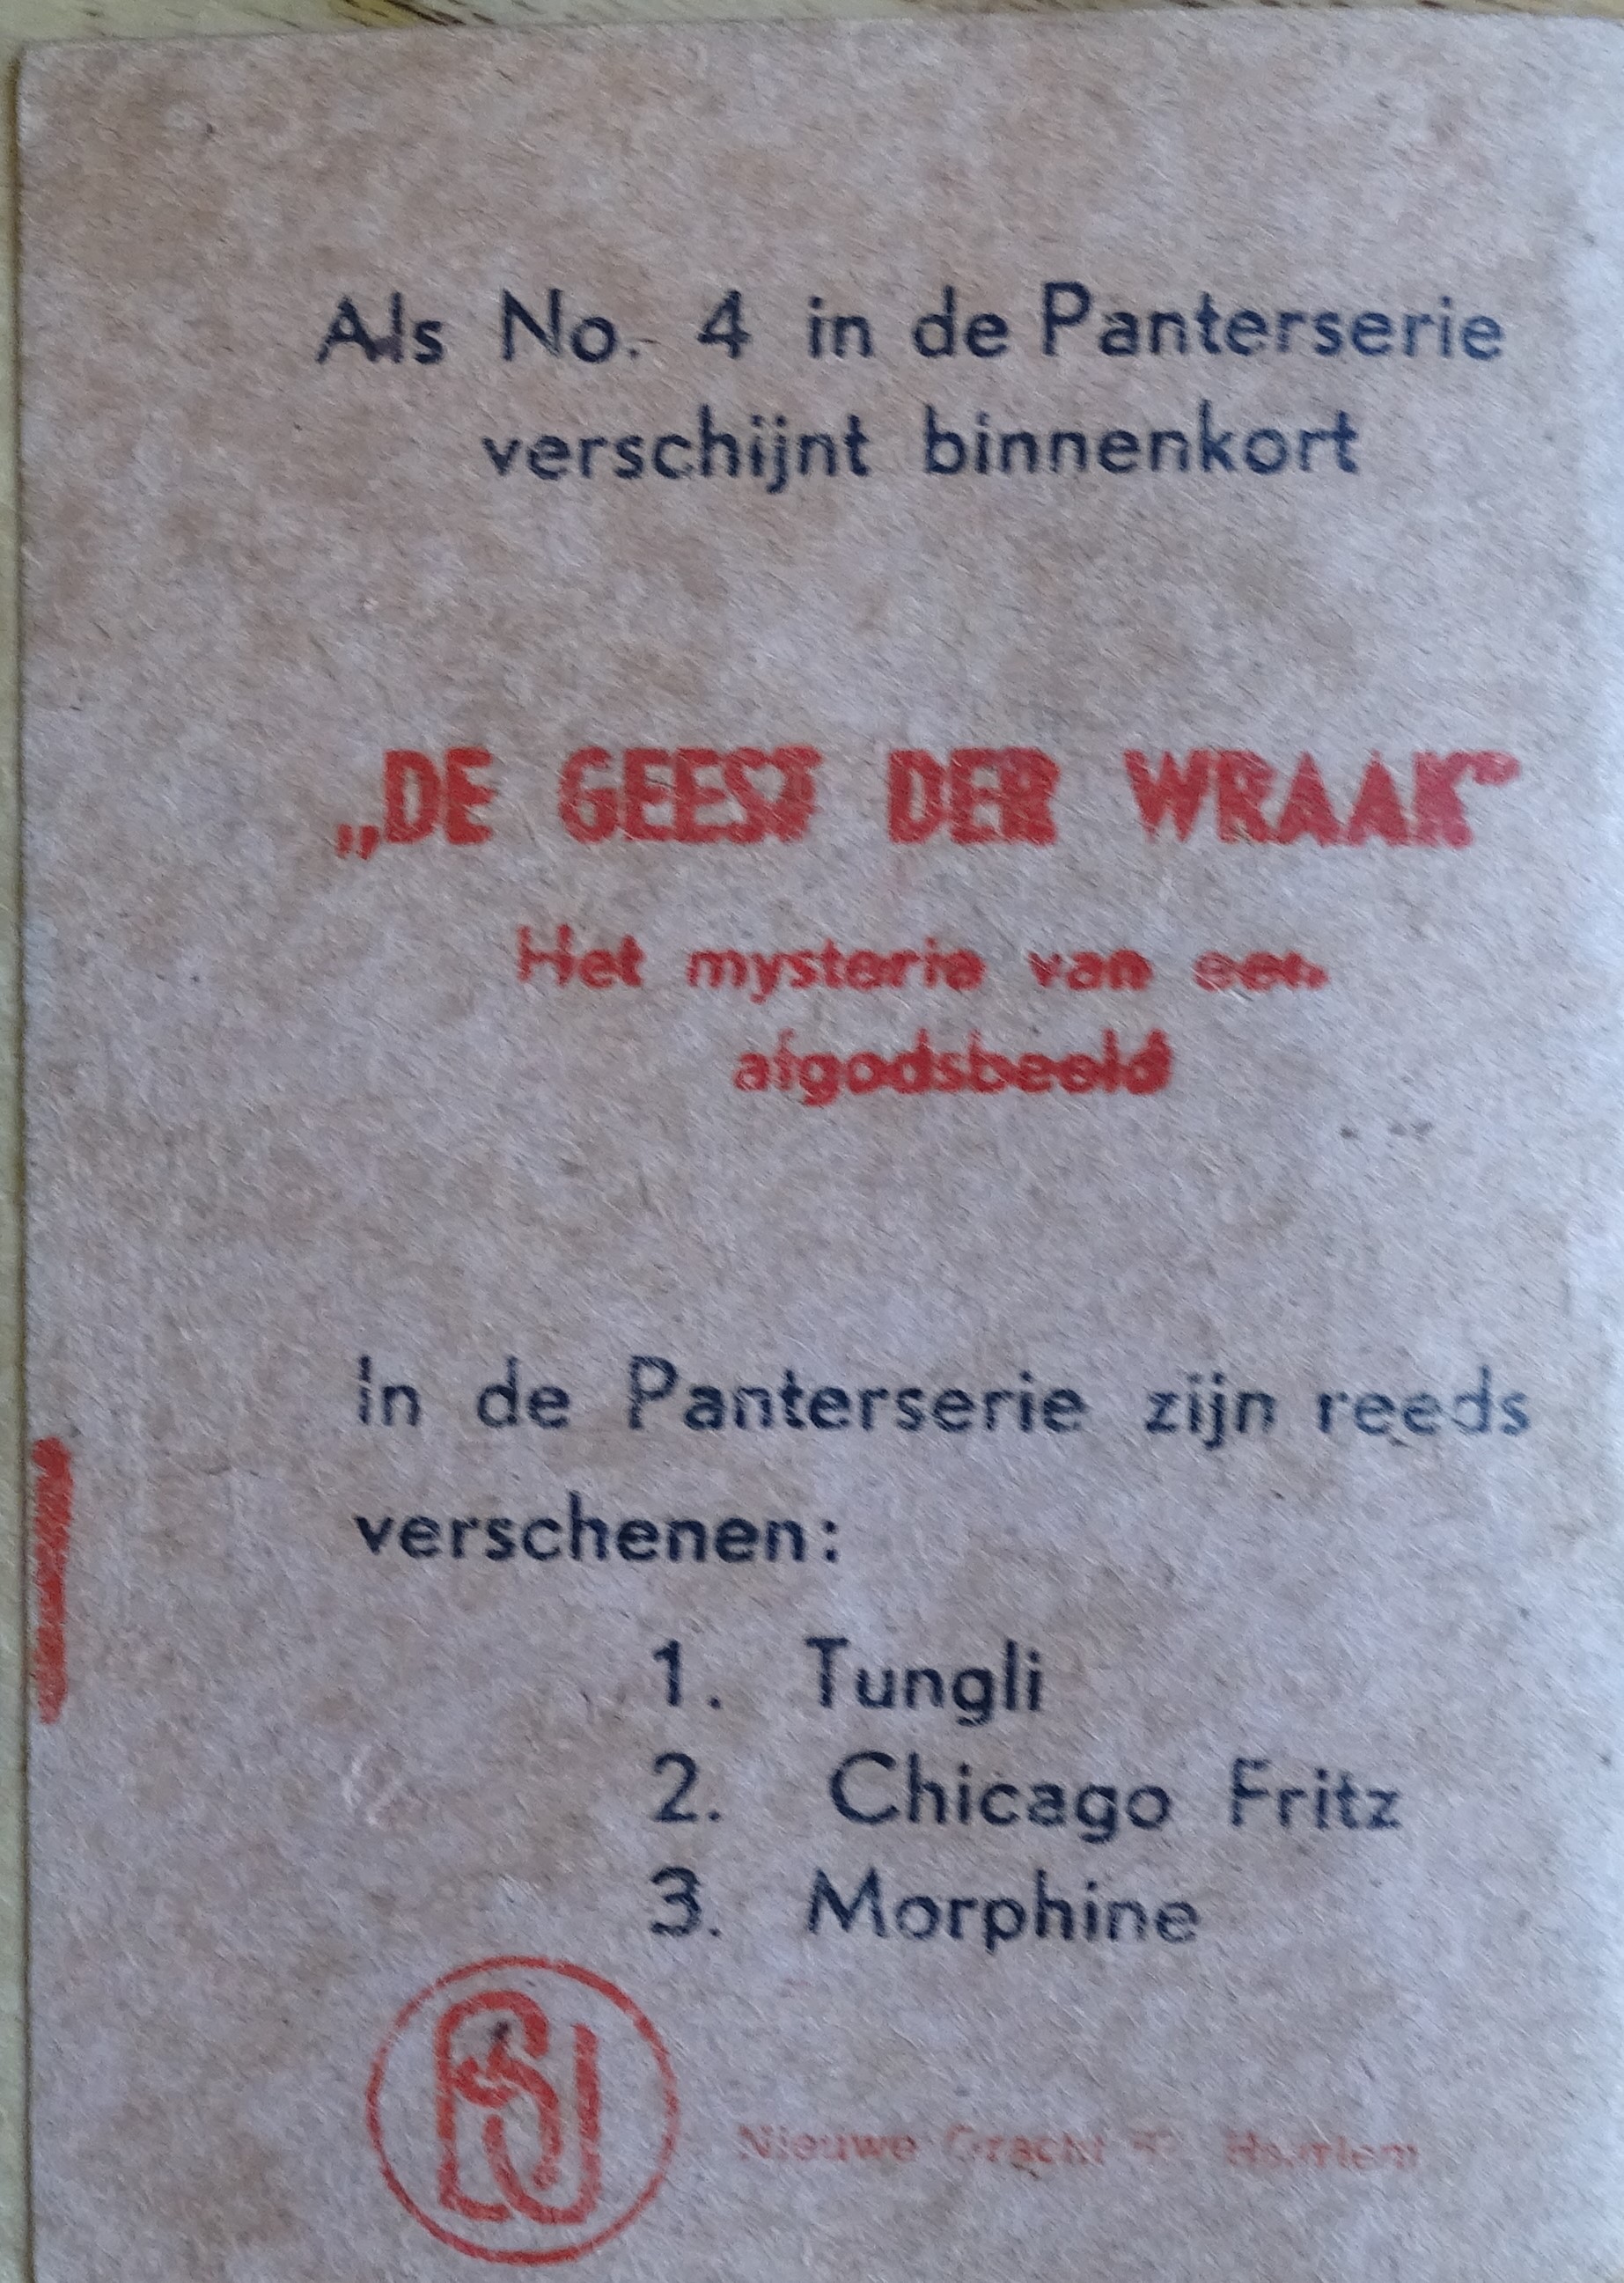 Als No. 4 in de Panterserie
verschijnt binnenkort
„DE GEEST DER WRAAK”
Het mysterie van een
afgodsbeeld
In de Panterserie zijn reeds
verschenen:
1. Tungli
2. Chicago Fritz
3. Morphine
Nieuwe Gracht Haarlem